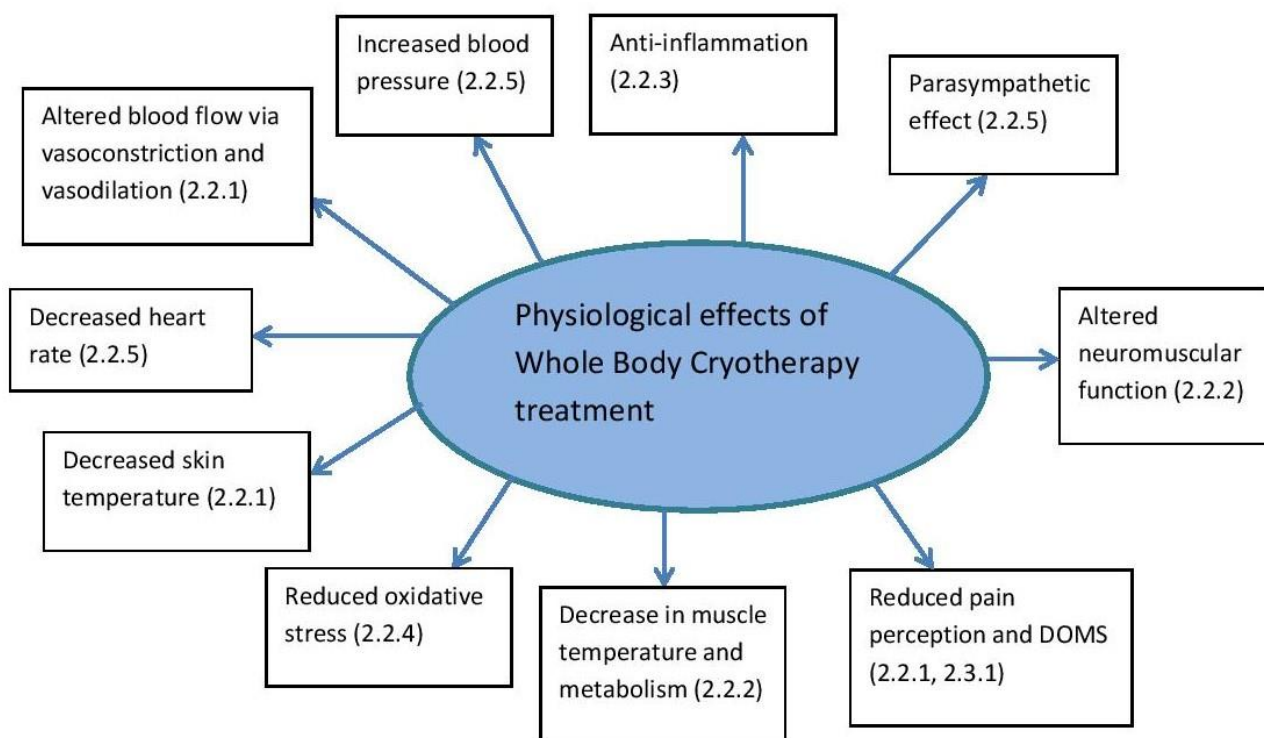 Increased blood
pressure (2.2.5)
Anti-inflammation
(2.2.3)
Parasympathetic
effect (2.2.5)
Altered blood flow via
vasoconstriction and
vasodilation (2.2.1)
Decreased heart
rate (2.2.5)
Physiological effects of
Whole Body Cryotherapy
treatment
Altered
neuromuscular
function (2.2.2)
Decreased skin
temperature (2.2.1)
Reduced oxidative
stress (2.2.4)
Decrease in muscle
temperature and
metabolism (2.2.2)
Reduced pain
perception and DOMS
(2.2.1, 2.3.1)